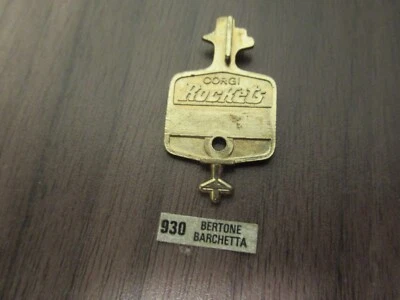 CORGI
Rockets
930 BERTONE
BARCHETTA